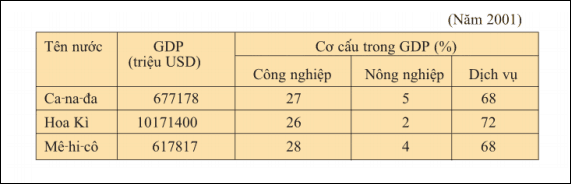 (Năm 2001)
Tên nước GDP (triệu USD) Cơ cấu trong GDP (%)
Công nghiệp Nông nghiệp Dịch vụ
Ca-na-đa 677178 27 5 68
Hoa Kì 10171400 26 2 72
Mê-hi-cô 617817 28 4 68